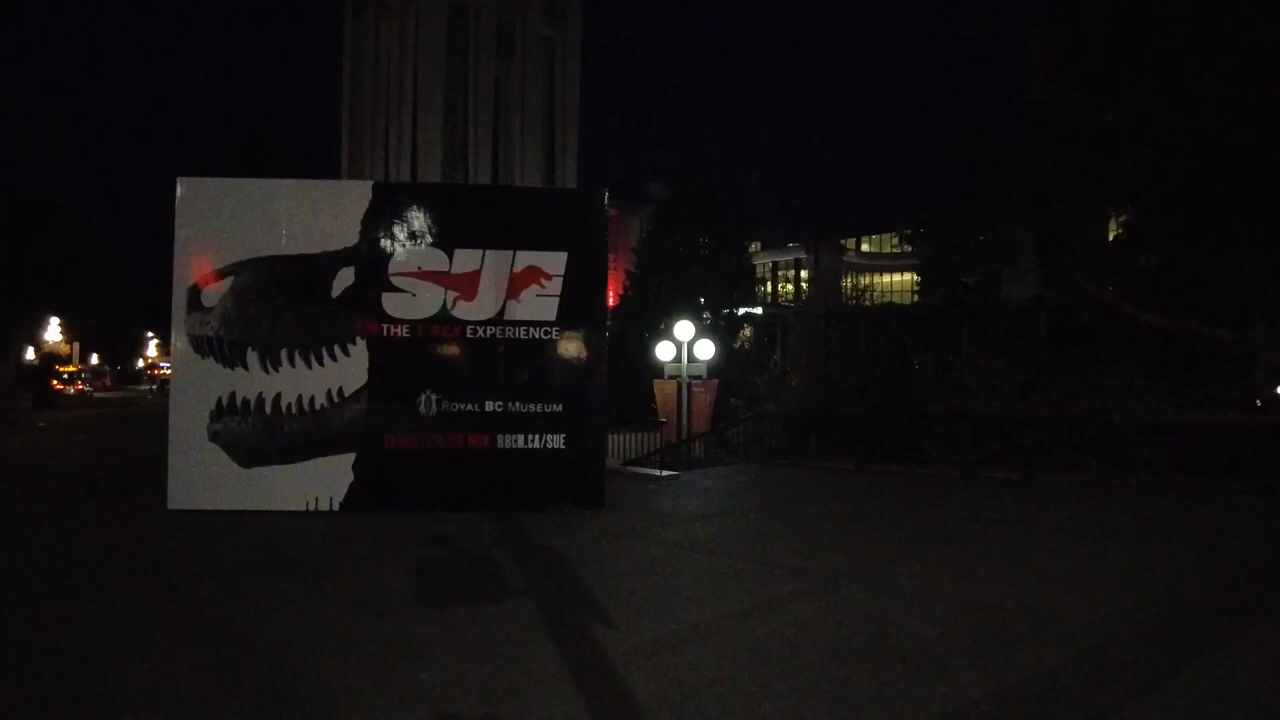 SUE
THE T. REX EXPERIENCE
ROYAL BC MUSEUM
RBCM.CA/SUE